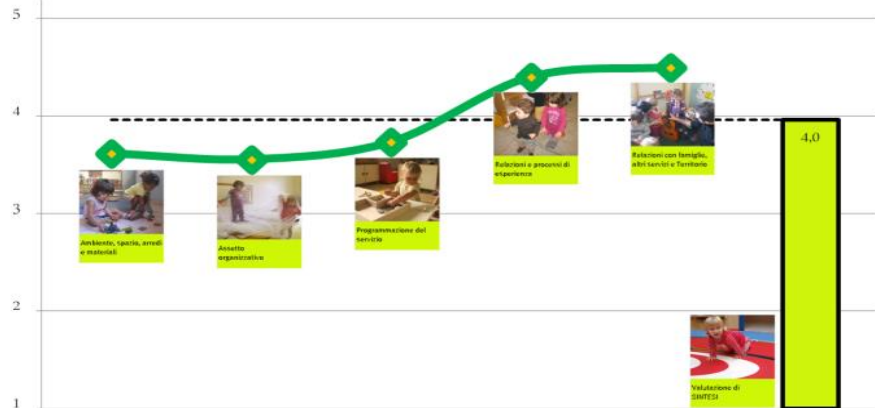 5
4
3
2
1
Ambiente, spazio, arredi
e materiali
Assetto
organizzativo
Programmazione del
servizio
Relazioni e processi di
esperienza
Relazioni con famiglie,
altri servizi e Territorio
4,0
Valutazione di
SINTESI